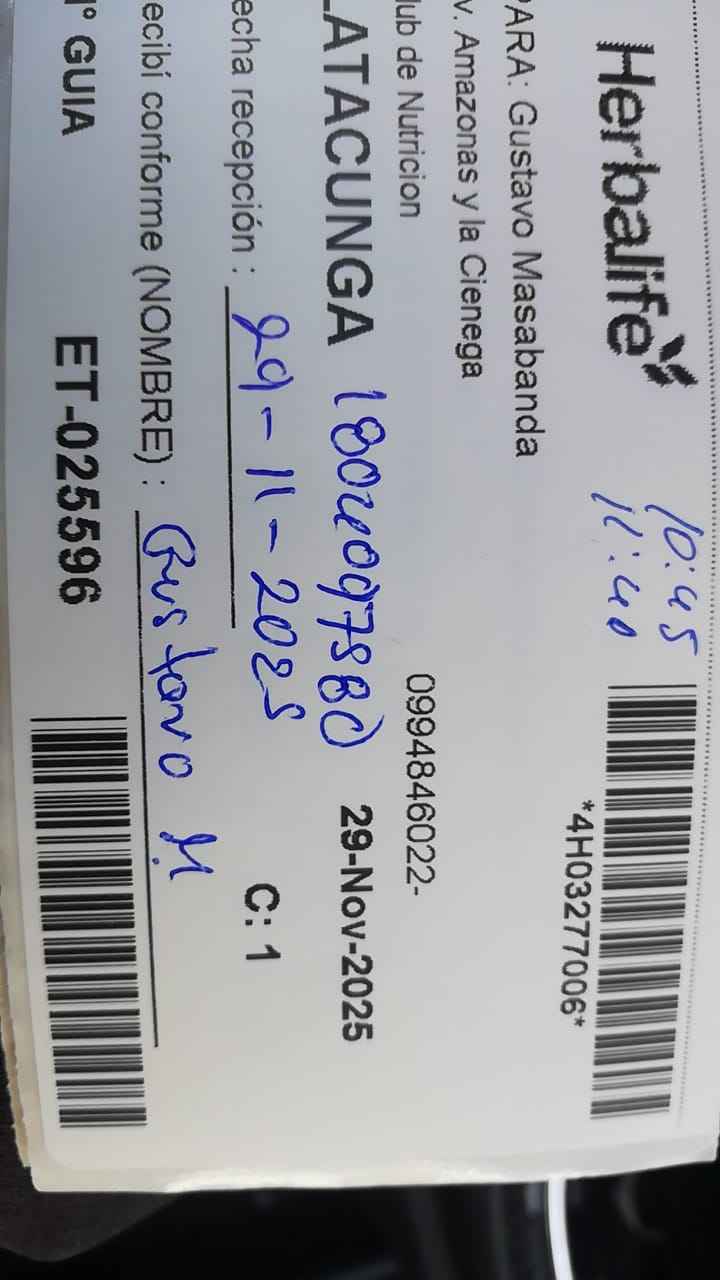 Herbalife
10:45
11:40
*4H03277006*
PARA: Gustavo Masabanda
v. Amazonas y la Cienega
lub de Nutricion
0994846022-
LATACUNGA 1804097880 29-Nov-2025
echa recepción : 29-11-2025 C: 1
ecibí conforme (NOMBRE) : Gustavo M.
N° GUIA ET-025596